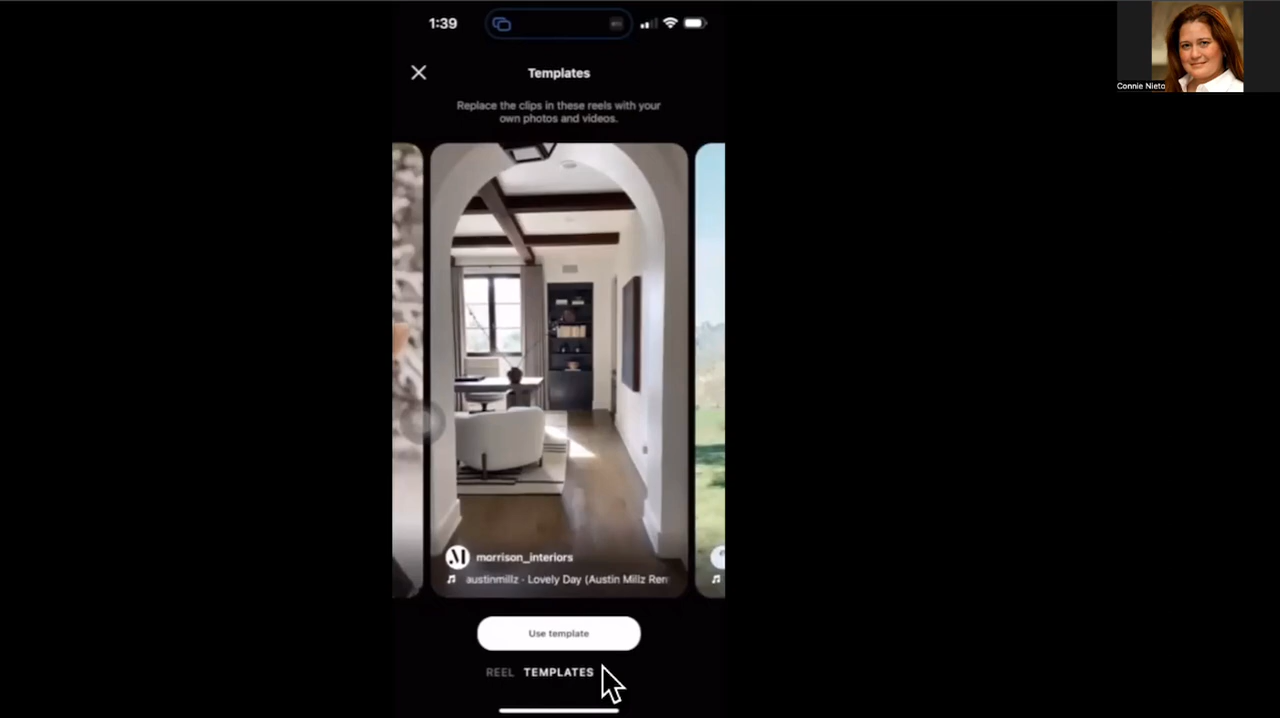 1:39
Templates
Replace the clips in these reels with your
own photos and videos.
morrison_interiors
austinmillz - Lovely Day (Austin Millz Rem
Use template
REEL TEMPLATES
Connie Nieto